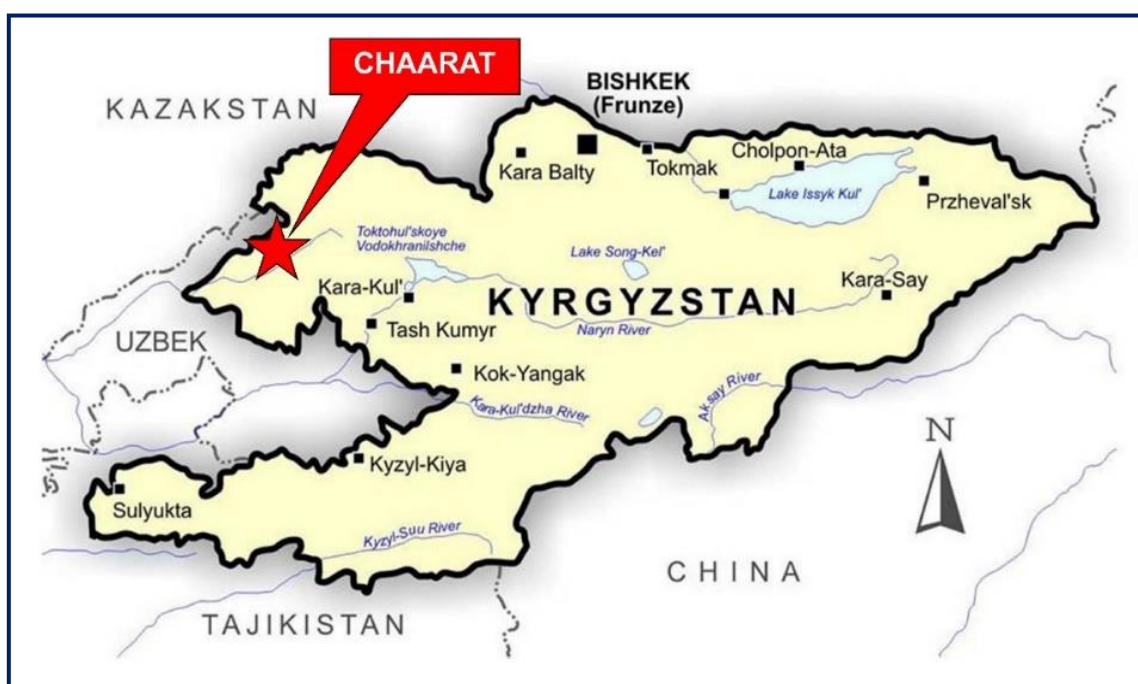 CHAARAT
KAZAKSTAN
BISHKEK
(Frunze)
Kara Balty
Tokmak
Cholpon-Ata
Lake Issyk Kul'
Przheval'sk
Toktohul'skoye
Vodokhranilshche
Lake Song-Kel'
Kara-Kul'
KYRGYZSTAN
Kara-Say
Naryn River
Tash Kumyr
UZBEK
Kok-Yangak
Kara-Kul'dzha River
Aksay River
N
Kyzyl-Kiya
Sulyukta
Kyzyl-Suu River
CHINA
TAJIKISTAN